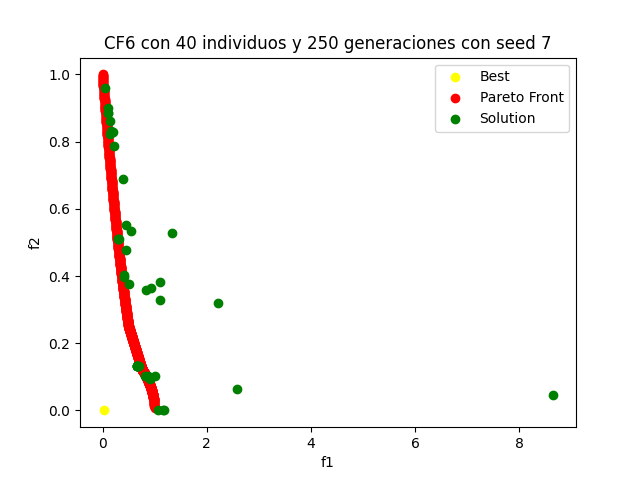 CF6 con 40 individuos y 250 generaciones con seed 7
Best
Pareto Front
Solution
1.0
0.8
0.6
0.4
0.2
0.0
f2
0
2
4
6
8
f1